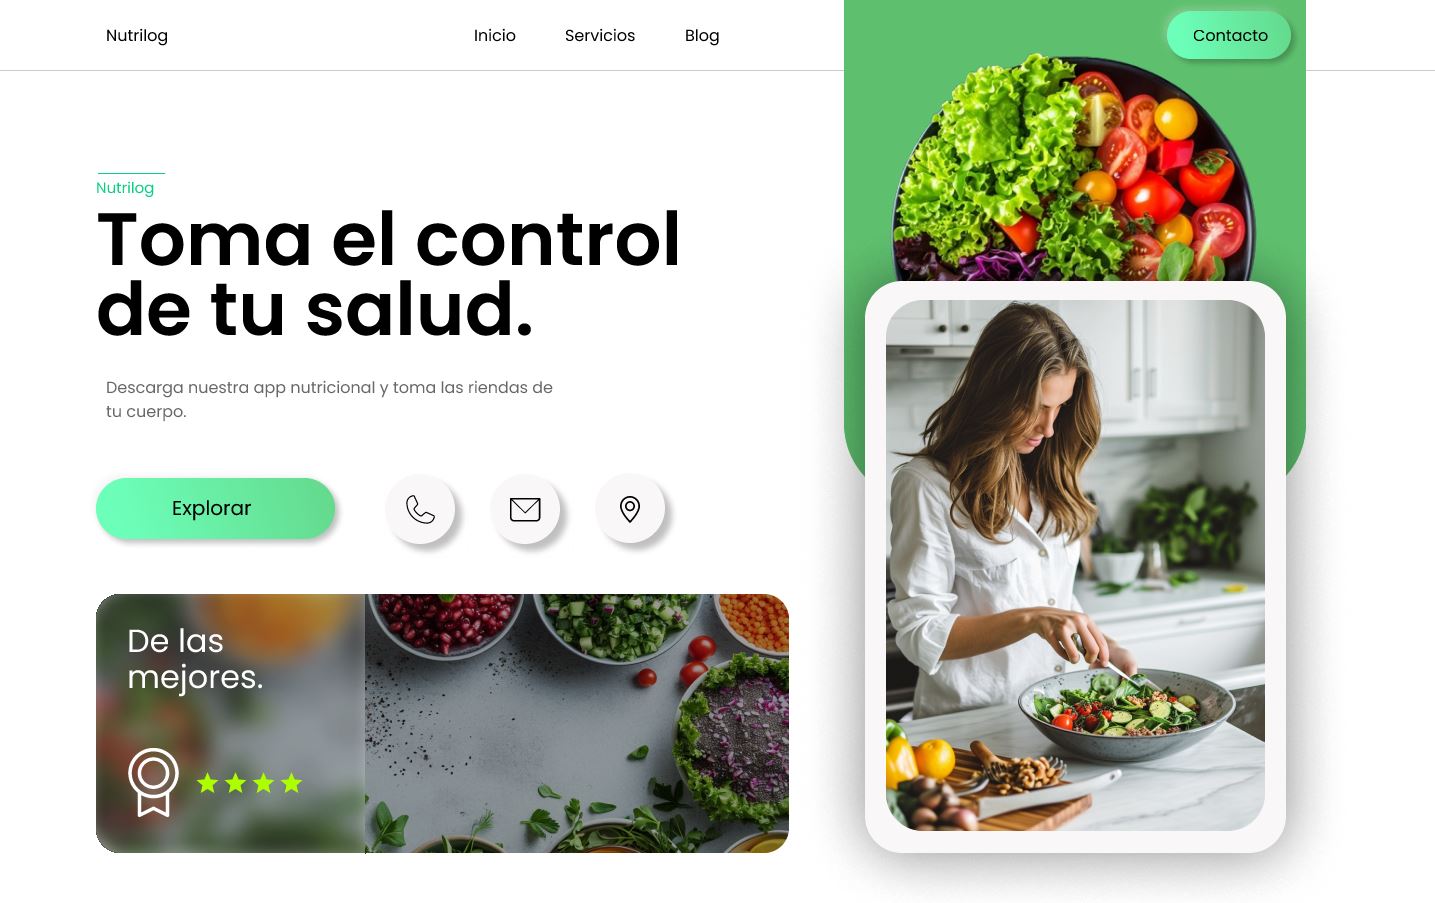 Nutrilog
Inicio
Servicios
Blog
Contacto
Nutrilog
Toma el control
de tu salud.
Descarga nuestra app nutricional y toma las riendas de
tu cuerpo.
Explorar
De las
mejores.